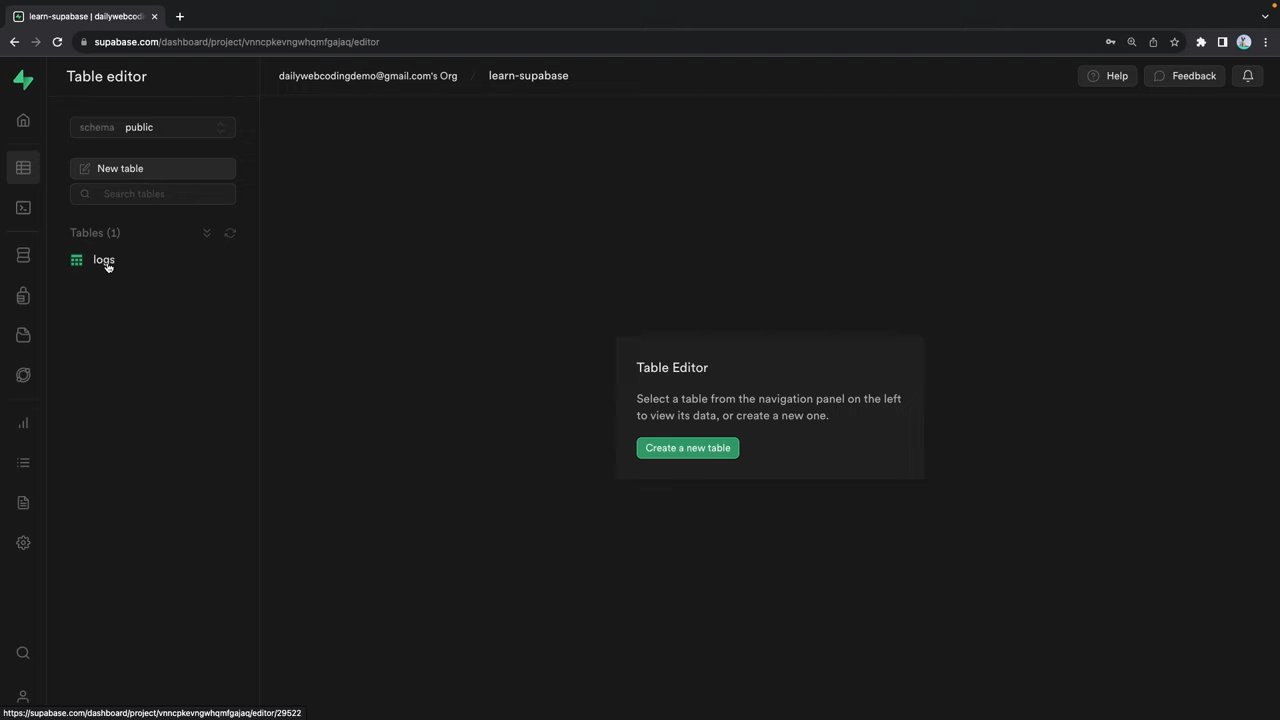 learn-supabase | dailywebcodi
supabase.com/dashboard/project/vnncpkevngwhqmfgajaq/editor
Table editor
dailywebcodingdemo@gmail.com's Org / learn-supabase
Help
Feedback
schema public
New table
Search tables
Tables (1)
logs
Table Editor
Select a table from the navigation panel on the left
to view its data, or create a new one.
Create a new table
https://supabase.com/dashboard/project/vnncpkevngwhqmfgajaq/editor/29522